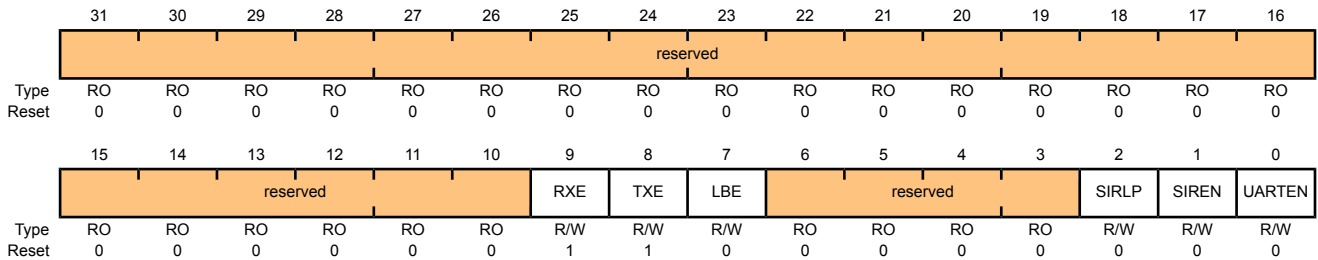 31 30 29 28 27 26 25 24 23 22 21 20 19 18 17 16
reserved
Type RO RO RO RO RO RO RO RO RO RO RO RO RO RO RO RO
Reset 0 0 0 0 0 0 0 0 0 0 0 0 0 0 0 0
15 14 13 12 11 10 9 8 7 6 5 4 3 2 1 0
reserved RXE TXE LBE reserved SIRLP SIREN UARTEN
Type RO RO RO RO RO RO R/W R/W R/W RO RO RO RO R/W R/W R/W
Reset 0 0 0 0 0 0 1 1 0 0 0 0 0 0 0 0